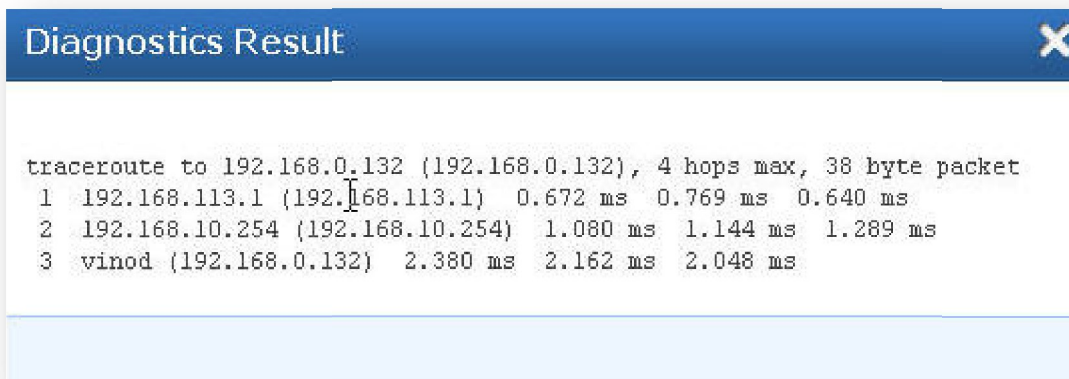 Diagnostics Result
traceroute to 192.168.0.132 (192.168.0.132), 4 hops max, 38 byte packet
1 192.168.113.1 (192.168.113.1) 0.672 ms 0.769 ms 0.640 ms
2 192.168.10.254 (192.168.10.254) 1.080 ms 1.144 ms 1.289 ms
3 vinod (192.168.0.132) 2.380 ms 2.162 ms 2.048 ms